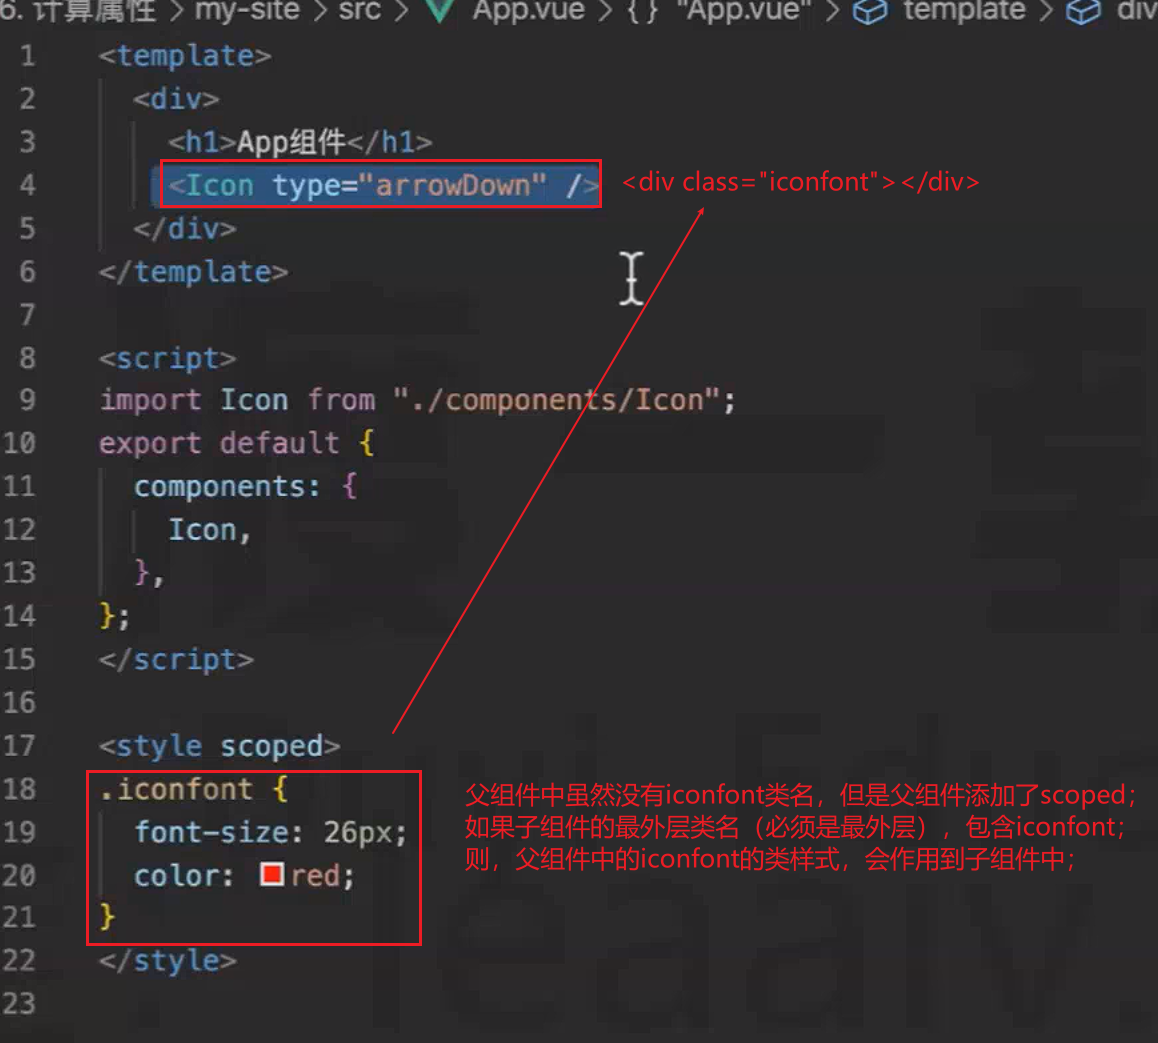 6. 计算属性 > my-site > src > App.vue > {} "App.vue" > template > div
1 <template>
2 <div>
3 <h1>App组件</h1>
4 <Icon type="arrowDown" /> <div class="iconfont"></div>
5 </div>
6 </template>
7
8 <script>
9 import Icon from "./components/Icon";
10 export default {
11 components: {
12 Icon,
13 },
14 };
15 </script>
16
17 <style scoped>
18 .iconfont {
19 font-size: 26px;
20 color: red;
21 }
22 </style>
23
父组件中虽然没有iconfont类名，但是父组件添加了scoped；
如果子组件的最外层类名（必须是最外层），包含iconfont；
则，父组件中的iconfont的类样式，会作用到子组件中；